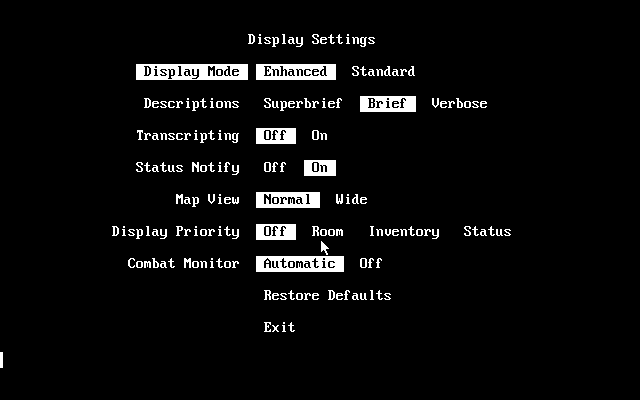 Display Settings
Display Mode Enhanced Standard
Descriptions Superbrief Brief Verbose
Transcripting Off On
Status Notify Off On
Map View Normal Wide
Display Priority Off Room Inventory Status
Combat Monitor Automatic Off
Restore Defaults
Exit